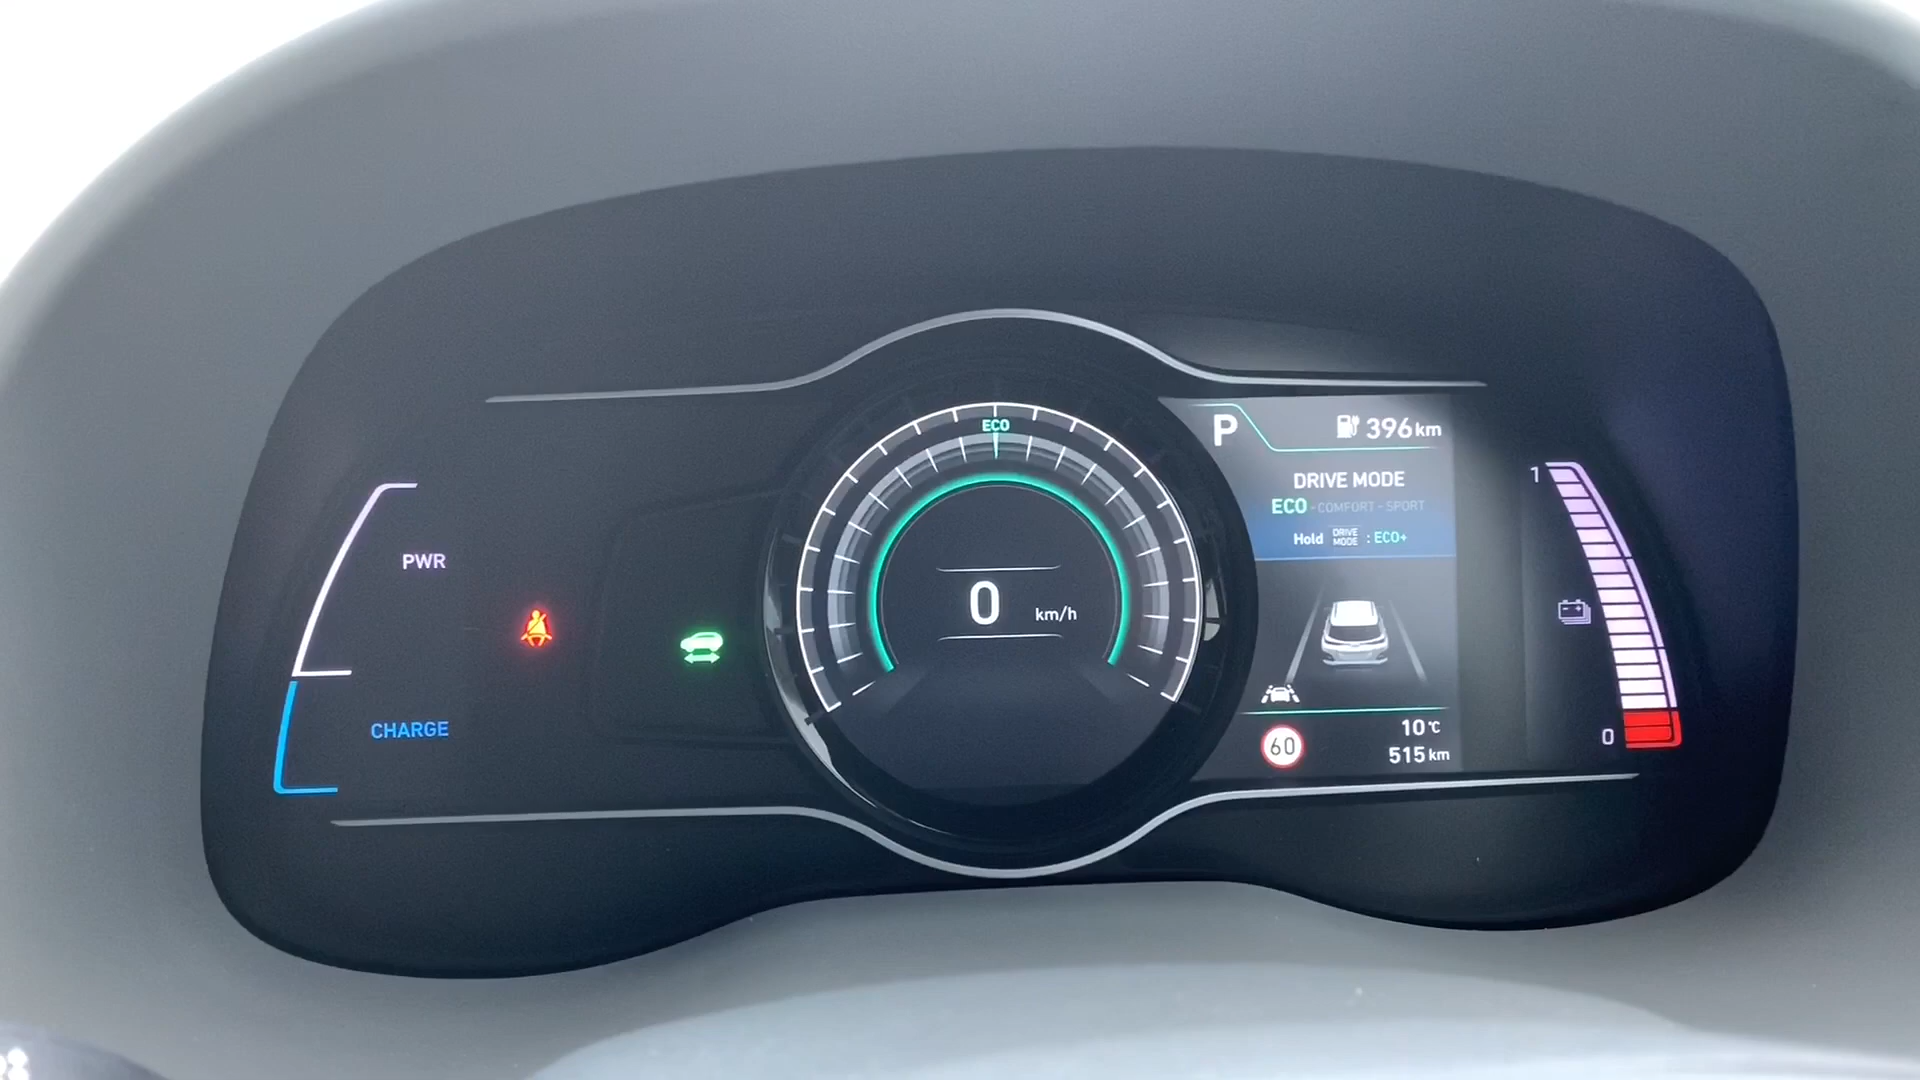 ECO
P 396 km
DRIVE MODE
ECO - COMFORT - SPORT
Hold DRIVE MODE : ECO+
1
PWR
0 km/h
CHARGE
60
10 °C
515 km
0